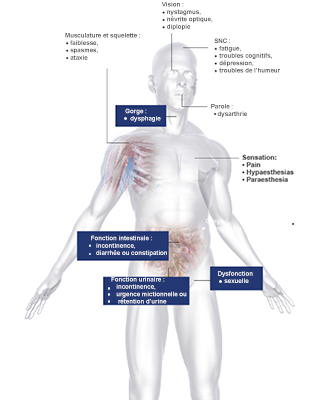 Vision :
• nystagmus,
• névrite optique,
• diplopie
Musculature et squelette :
• faiblesse,
• spasmes,
• ataxie
SNC :
• fatigue,
• troubles cognitifs,
• dépression,
• troubles de l'humeur
Gorge :
• dysphagie
Parole :
• dysarthrie
Sensation:
• Pain
• Hypaesthesias
• Paraesthesia
Fonction intestinale :
• incontinence,
• diarrhée ou constipation
Dysfonction
• sexuelle
Fonction urinaire :
• incontinence,
• urgence mictionnelle ou
• rétention d'urine